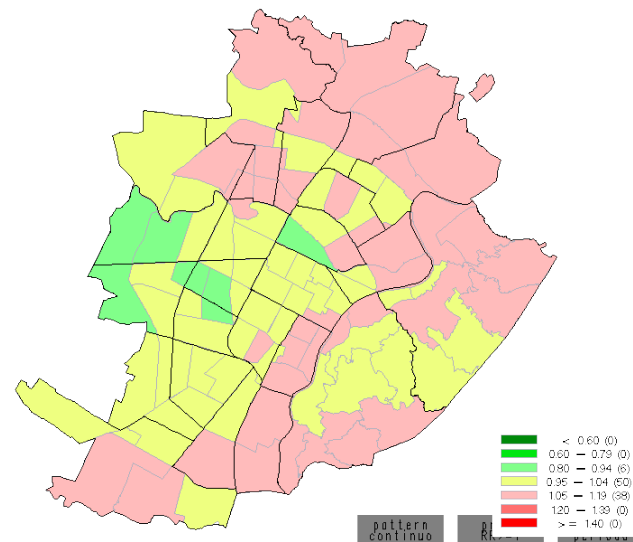 < 0.60 (0)
0.60 – 0.79 (0)
0.80 – 0.94 (6)
0.95 – 1.04 (50)
1.05 – 1.19 (38)
1.20 – 1.39 (0)
> = 1.40 (0)
pattern
continuo